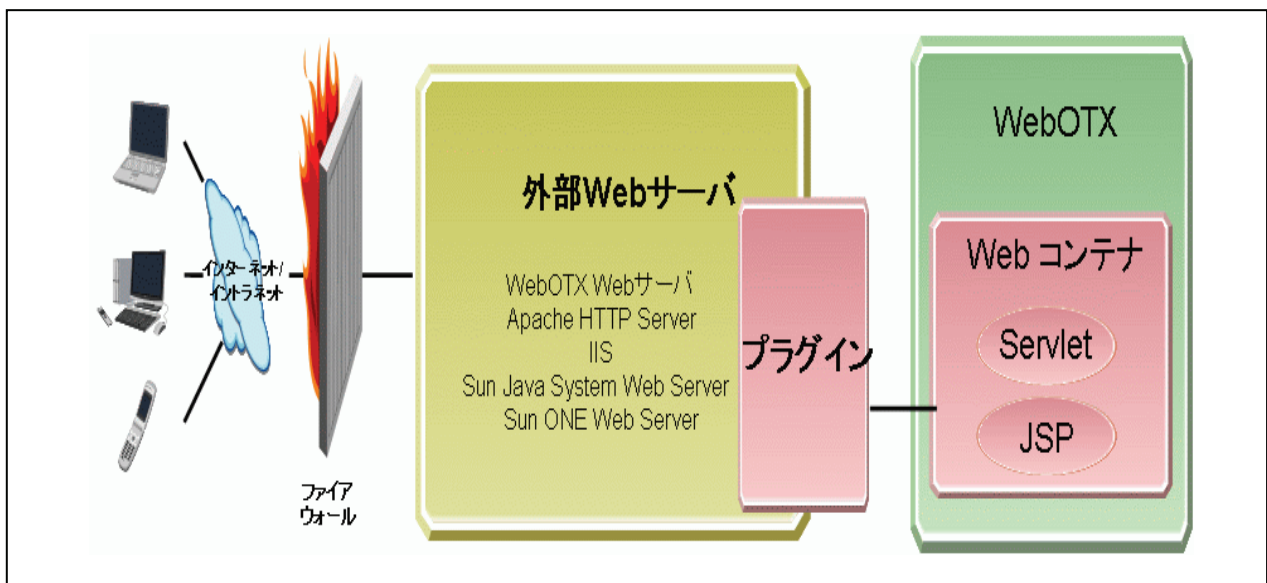 インターネット/
イントラネット
ファイア
ウォール
外部Webサーバ
WebOTX Webサーバ
Apache HTTP Server
IIS
Sun Java System Web Server
Sun ONE Web Server
プラグイン
WebOTX
Web コンテナ
Servlet
JSP